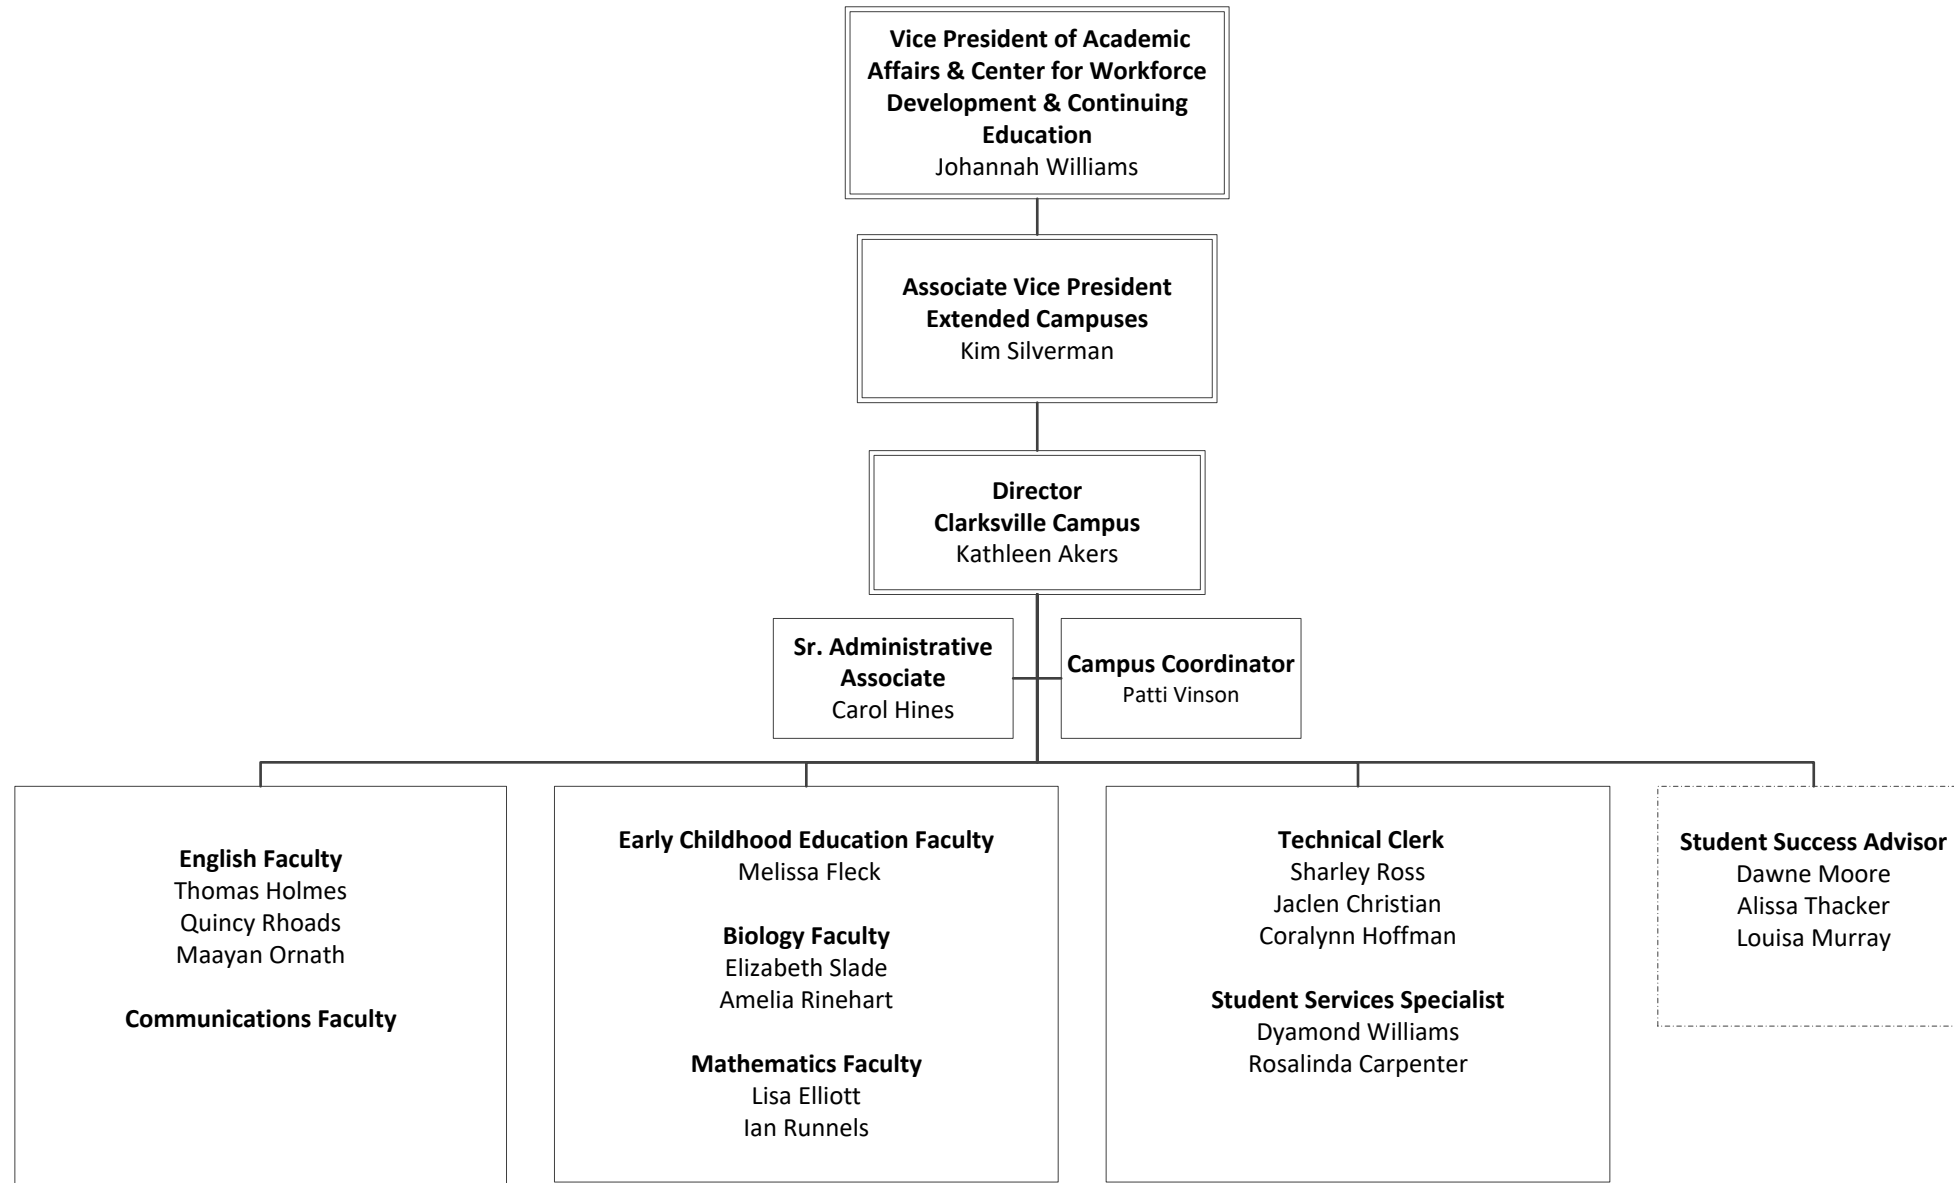 Vice President of Academic
Affairs & Center for Workforce
Development & Continuing
Education
Johannah Williams
Associate Vice President
Extended Campuses
Kim Silverman
Director
Clarksville Campus
Kathleen Akers
Sr. Administrative
Associate
Carol Hines
Campus Coordinator
Patti Vinson
English Faculty
Thomas Holmes
Quincy Rhoads
Maayan Ornath
Communications Faculty
Early Childhood Education Faculty
Melissa Fleck
Biology Faculty
Elizabeth Slade
Amelia Rinehart
Mathematics Faculty
Lisa Elliott
Ian Runnels
Technical Clerk
Sharley Ross
Jaclen Christian
Coralynn Hoffman
Student Services Specialist
Dyamond Williams
Rosalinda Carpenter
Student Success Advisor
Dawne Moore
Alissa Thacker
Louisa Murray